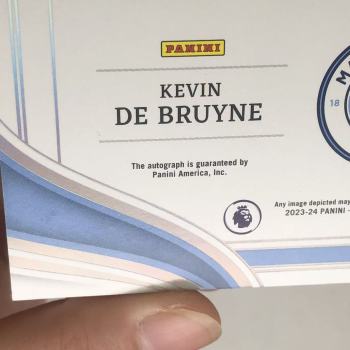 PANINI
KEVIN
DE BRUYNE
The autograph is guaranteed by
Panini America, Inc.
18
Any image depicted may
2023-24 PANINI -